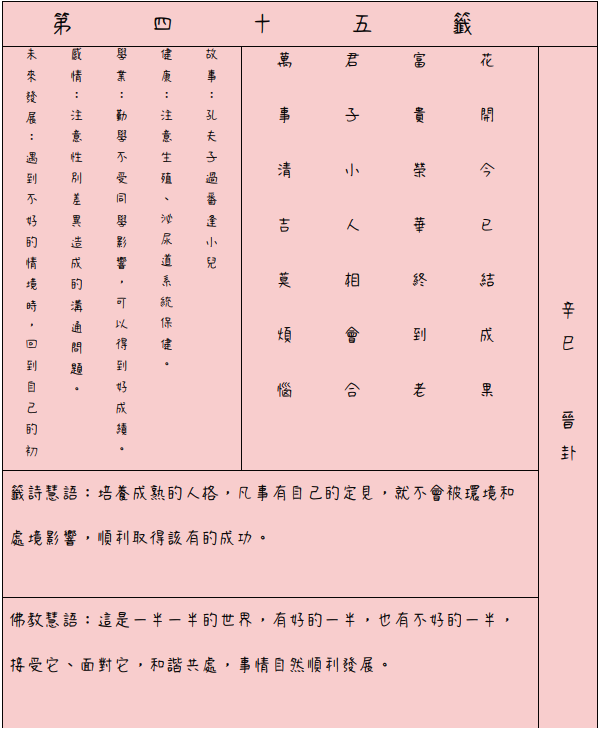 第四十五籤
辛巳 晉卦
花開今已結成果
富貴榮華終到老
君子小人相會合
萬事清吉莫煩惱
故事：孔夫子過番逢小兒
健康：注意生殖、泌尿道系統保健。
學業：勤學不受同學影響，可以得到好成績。
感情：注意性別差異造成的溝通問題。
未來發展：遇到不好的情境時，回到自己的初
籤詩慧語：培養成熟的人格，凡事有自己的定見，就不會被環境和
處境影響，順利取得該有的成功。
佛教慧語：這是一半一半的世界，有好的一半，也有不好的一半，
接受它、面對它，和諧共處，事情自然順利發展。